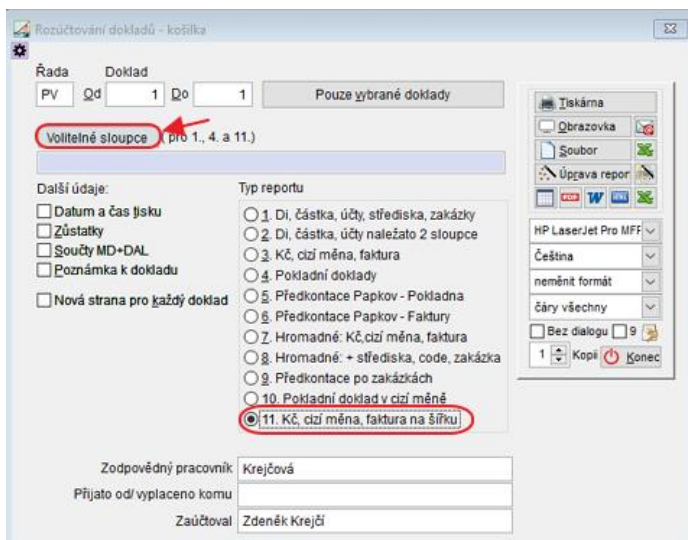 Rozúčtování dokladů - košilka
Řada Doklad
PV Od 1 Do 1 Pouze vybrané doklady
Volitelné sloupce ( pro 1., 4. a 11.)
Další údaje:
Datum a čas tisku
Zůstatky
Součty MD+DAL
Poznámka k dokladu
Nová strana pro každý doklad
Typ reportu
1. Di, částka, účty, střediska, zakázky
2. Di, částka, účty naležato 2 sloupce
3. Kč, cizí měna, faktura
4. Pokladní doklady
5. Předkontace Papkov - Pokladna
6. Předkontace Papkov - Faktury
7. Hromadné: Kč,cizí měna, faktura
8. Hromadné: + střediska, code, zakázka
9. Předkontace po zakázkách
10. Pokladní doklad v cizí měně
11. Kč, cizí měna, faktura na šířku
Tiskárna
Obrazovka
Soubor
Úprava repor
PDF W
HP LaserJet Pro MFF
Čeština
neměnit formát
čáry všechny
Bez dialogu 9
1 Kopií Konec
Zodpovědný pracovník Krejčová
Přijato od/vyplaceno komu
Zaúčtoval Zdeněk Krejčí